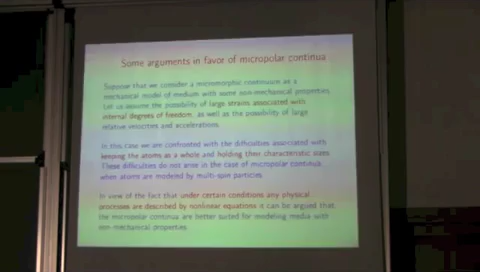 Some arguments in favor of micropolar continua
Suppose that we consider a micromorphic continuum as a
mechanical model of medium with some non-mechanical properties.
Let us assume the possibility of large strains associated with
internal degrees of freedom, as well as the possibility of large
relative velocities and accelerations.
In this case we are confronted with the difficulties associated with
keeping the atoms as a whole and holding their characteristic sizes.
These difficulties do not arise in the case of micropolar continuum,
when atoms are modeled by multi-spin particles.
In view of the fact that under certain conditions any physical
processes are described by nonlinear equations it can be argued that
the micropolar continua are better suited for modeling media with
non-mechanical properties.